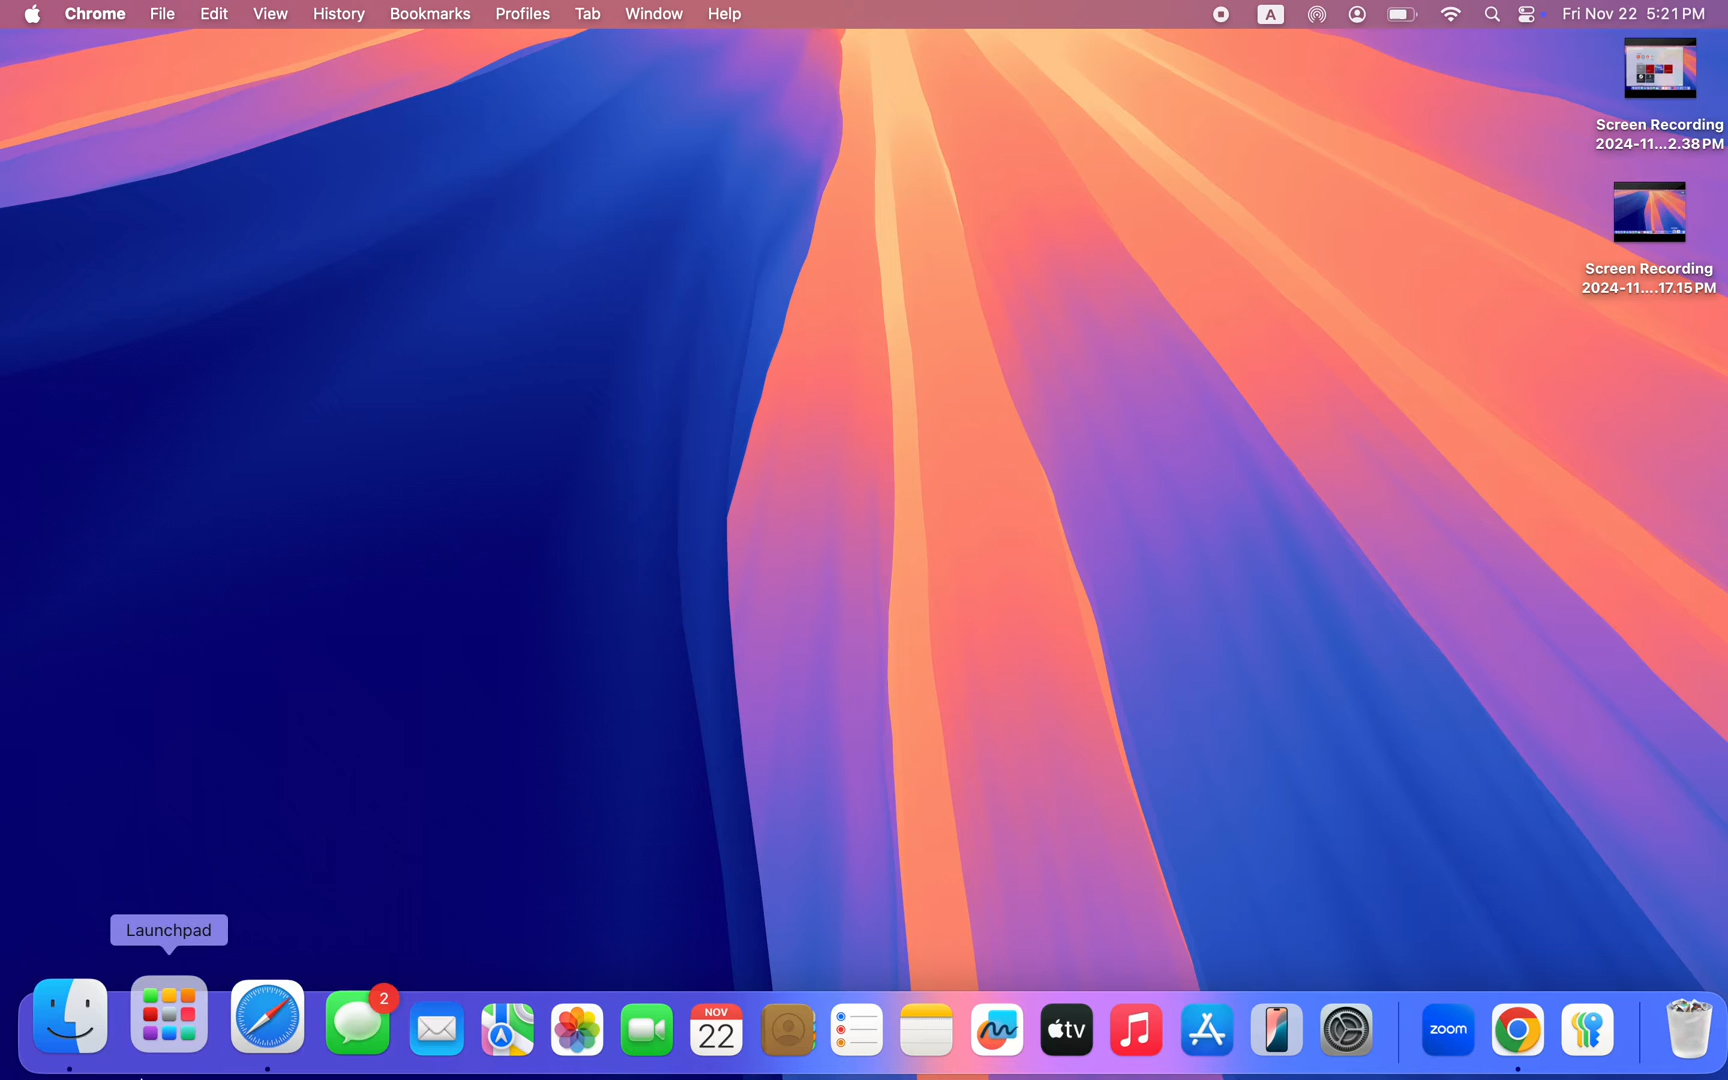 Chrome File Edit View History Bookmarks Profiles Tab Window Help A Fri Nov 22 5:21 PM
Screen Recording
2024-11...2.38 PM
Screen Recording
2024-11....17.15 PM
Launchpad
2
NOV
22
tv
zoom